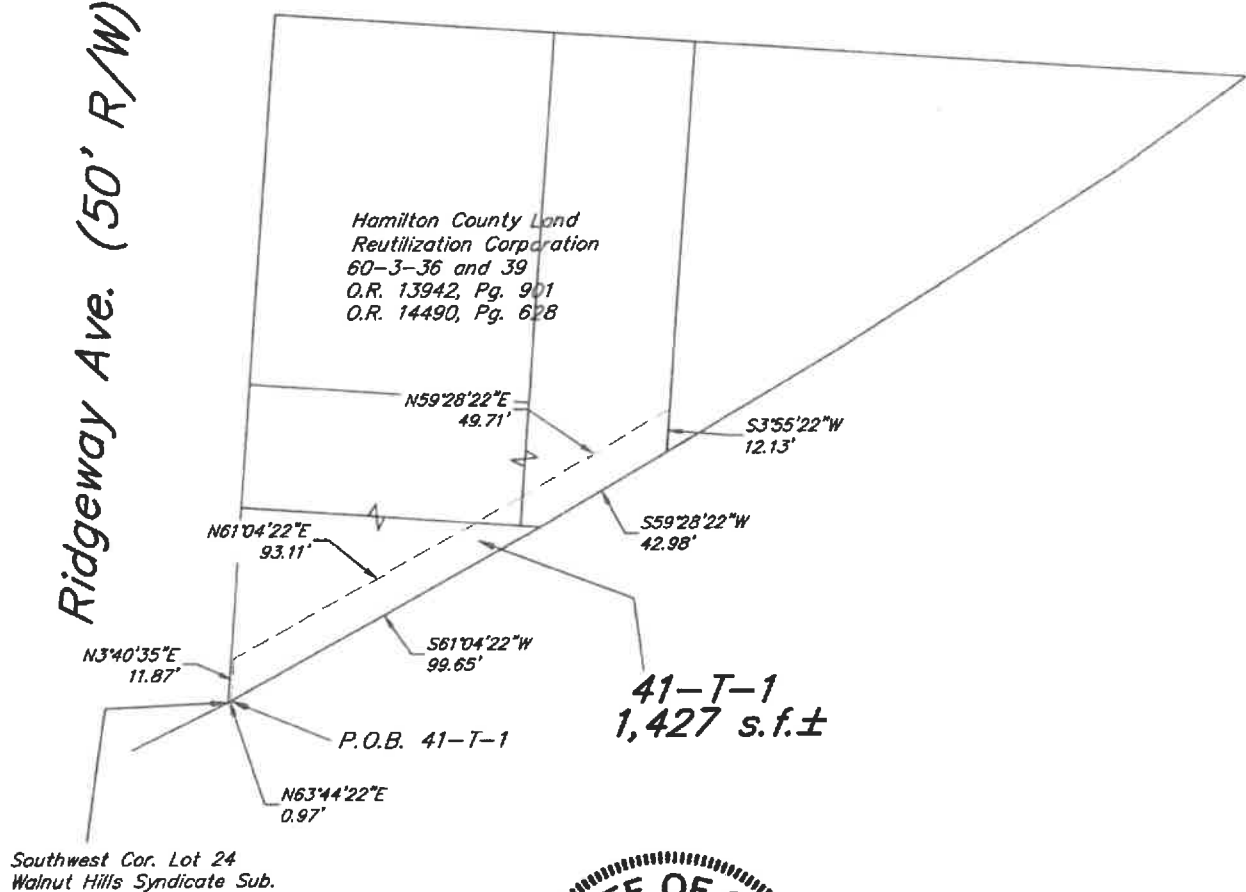 Ridgeway Ave. (50' R/W)
Hamilton County Land
Reutilization Corporation
60-3-36 and 39
O.R. 13942, Pg. 901
O.R. 14490, Pg. 628
N59°28'22"E
49.71'
S3°55'22"W
12.13'
S59°28'22"W
42.98'
N61°04'22"E
93.11'
S61°04'22"W
99.65'
N3°40'35"E
11.87'
41-T-1
1,427 s.f.±
P.O.B. 41-T-1
N63°44'22"E
0.97'
Southwest Cor. Lot 24
Walnut Hills Syndicate Sub.
OF